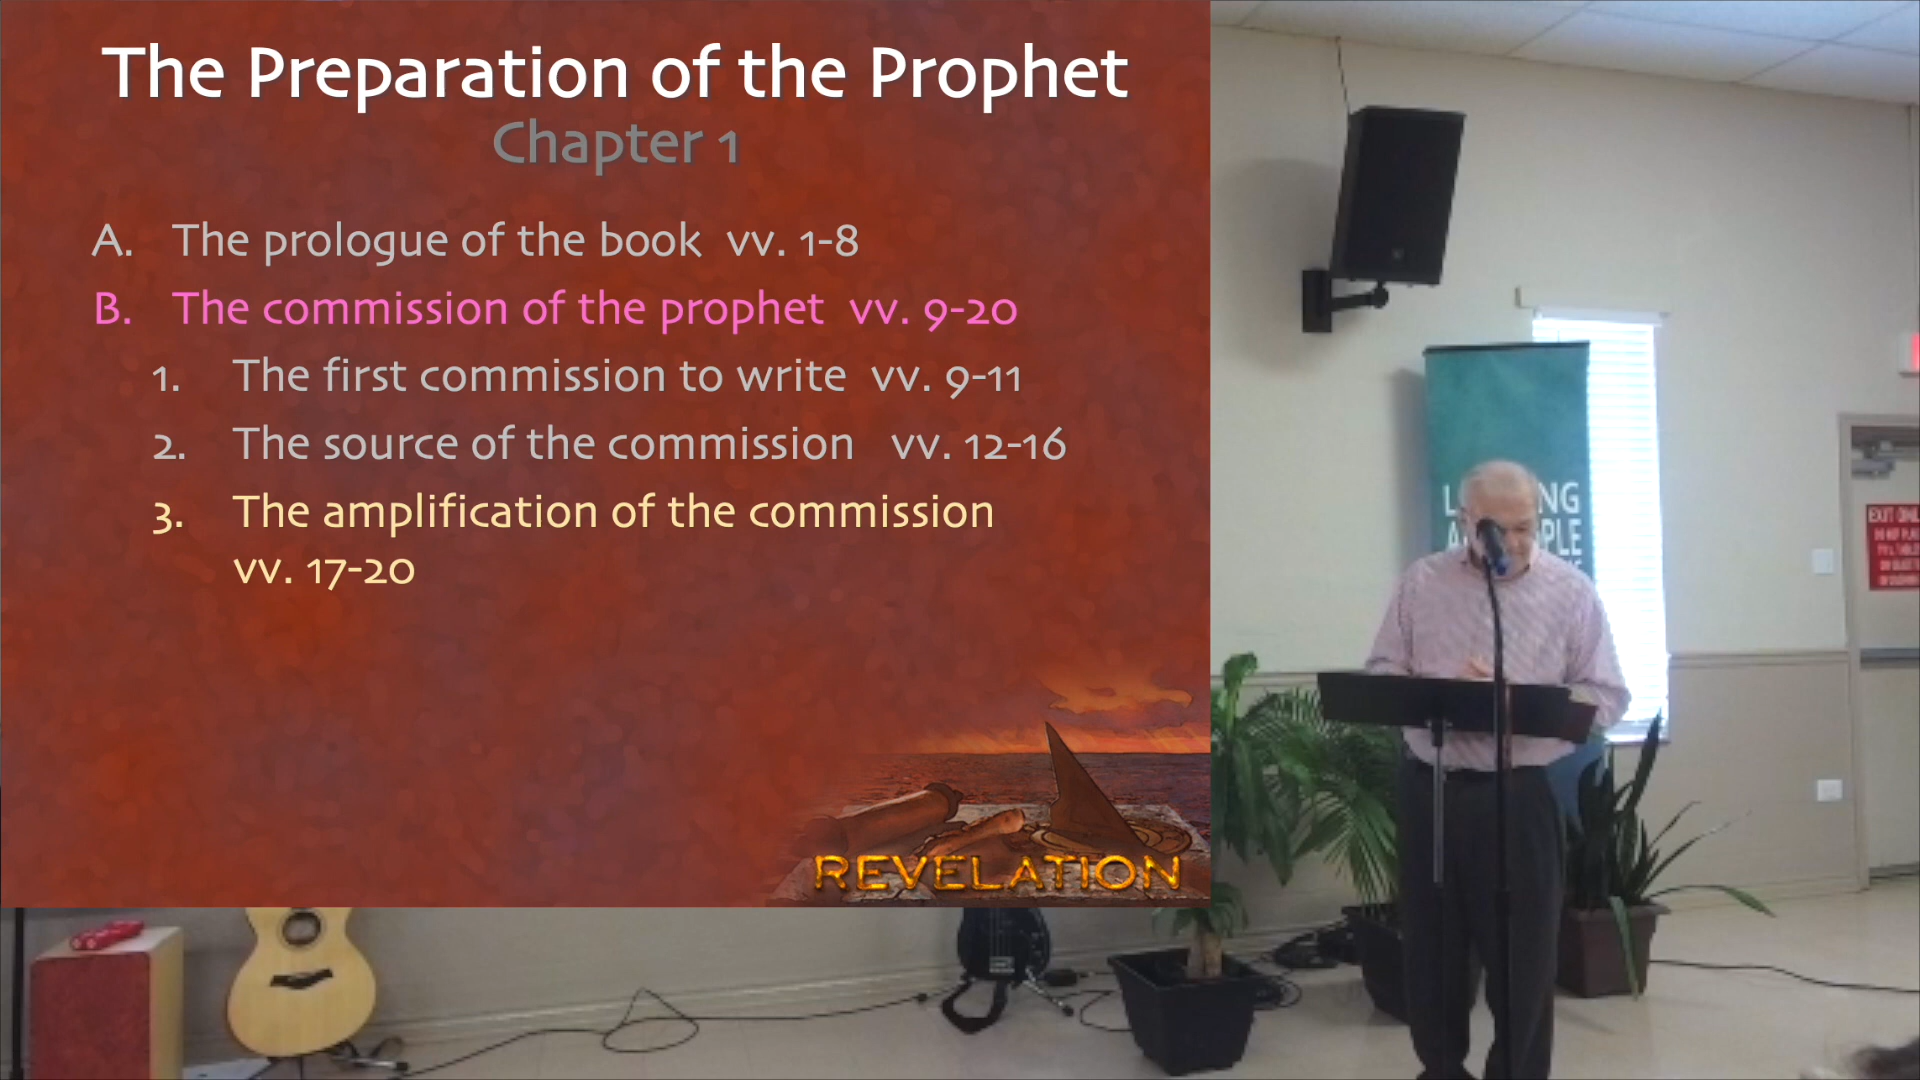 The Preparation of the Prophet
Chapter 1
A. The prologue of the book vv. 1-8
B. The commission of the prophet vv. 9-20
1. The first commission to write vv. 9-11
2. The source of the commission vv. 12-16
3. The amplification of the commission
vv. 17-20
REVELATION
EXIT ONL